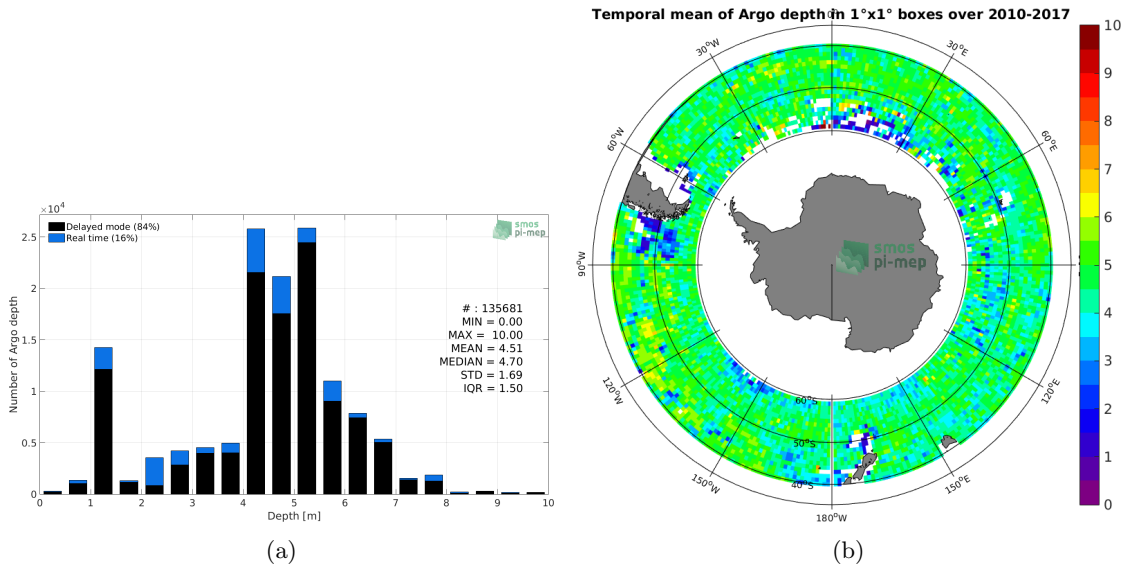 x10⁴
Delayed mode (84%)
Real time (16%)
smos
pi-mep
2.5
2
1.5
1
0.5
0
Number of Argo depth
# : 135681
MIN = 0.00
MAX = 10.00
MEAN = 4.51
MEDIAN = 4.70
STD = 1.69
IQR = 1.50
0 1 2 3 4 5 6 7 8 9 10
Depth [m]
(a)
Temporal mean of Argo depth in 1°x1° boxes over 2010-2017
0°
30°W
30°E
60°W
60°E
90°W
120°W
120°E
150°W
150°E
180°W
60°S
50°S
40°S
smos
pi-mep
10
9
8
7
6
5
4
3
2
1
0
(b)